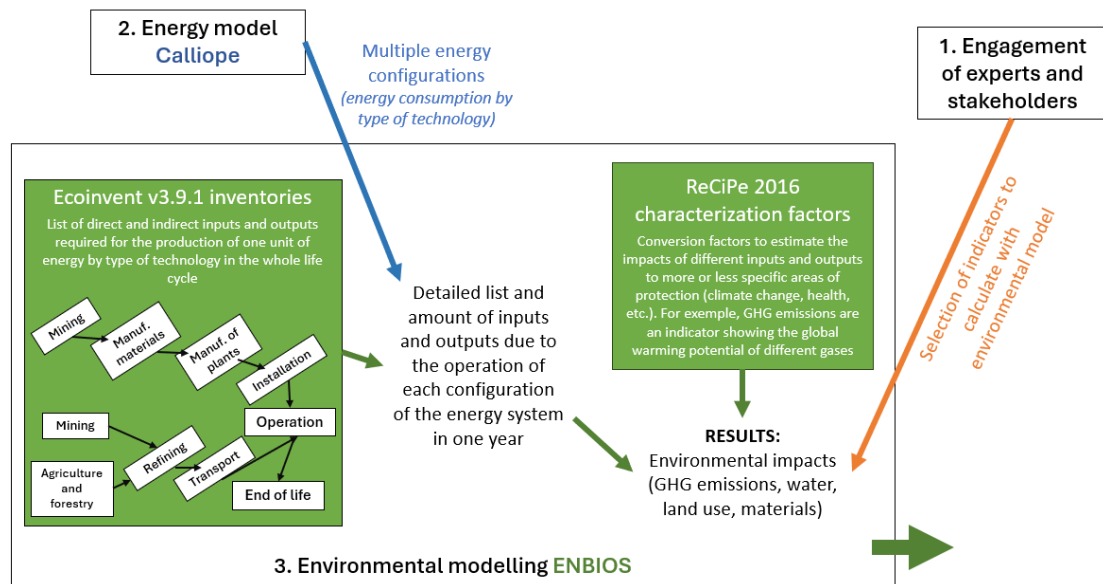 2. Energy model
Calliope
Multiple energy
configurations
(energy consumption by
type of technology)
1. Engagement
of experts and
stakeholders
Selection of indicators to
calculate with
environmental model
Ecoinvent v3.9.1 inventories
List of direct and indirect inputs and outputs
required for the production of one unit of
energy by type of technology in the whole life
cycle
Mining
Manuf.
materials
Manuf. of
plants
Installation
Operation
Mining
Refining
Transport
Agriculture
and
forestry
End of life
Detailed list and
amount of inputs
and outputs due to
the operation of
each configuration
of the energy system
in one year
ReCiPe 2016
characterization factors
Conversion factors to estimate the
impacts of different inputs and outputs
to more or less specific areas of
protection (climate change, health,
etc.). For exemple, GHG emissions are
an indicator showing the global
warming potential of different gases
RESULTS:
Environmental impacts
(GHG emissions, water,
land use, materials)
3. Environmental modelling ENBIOS